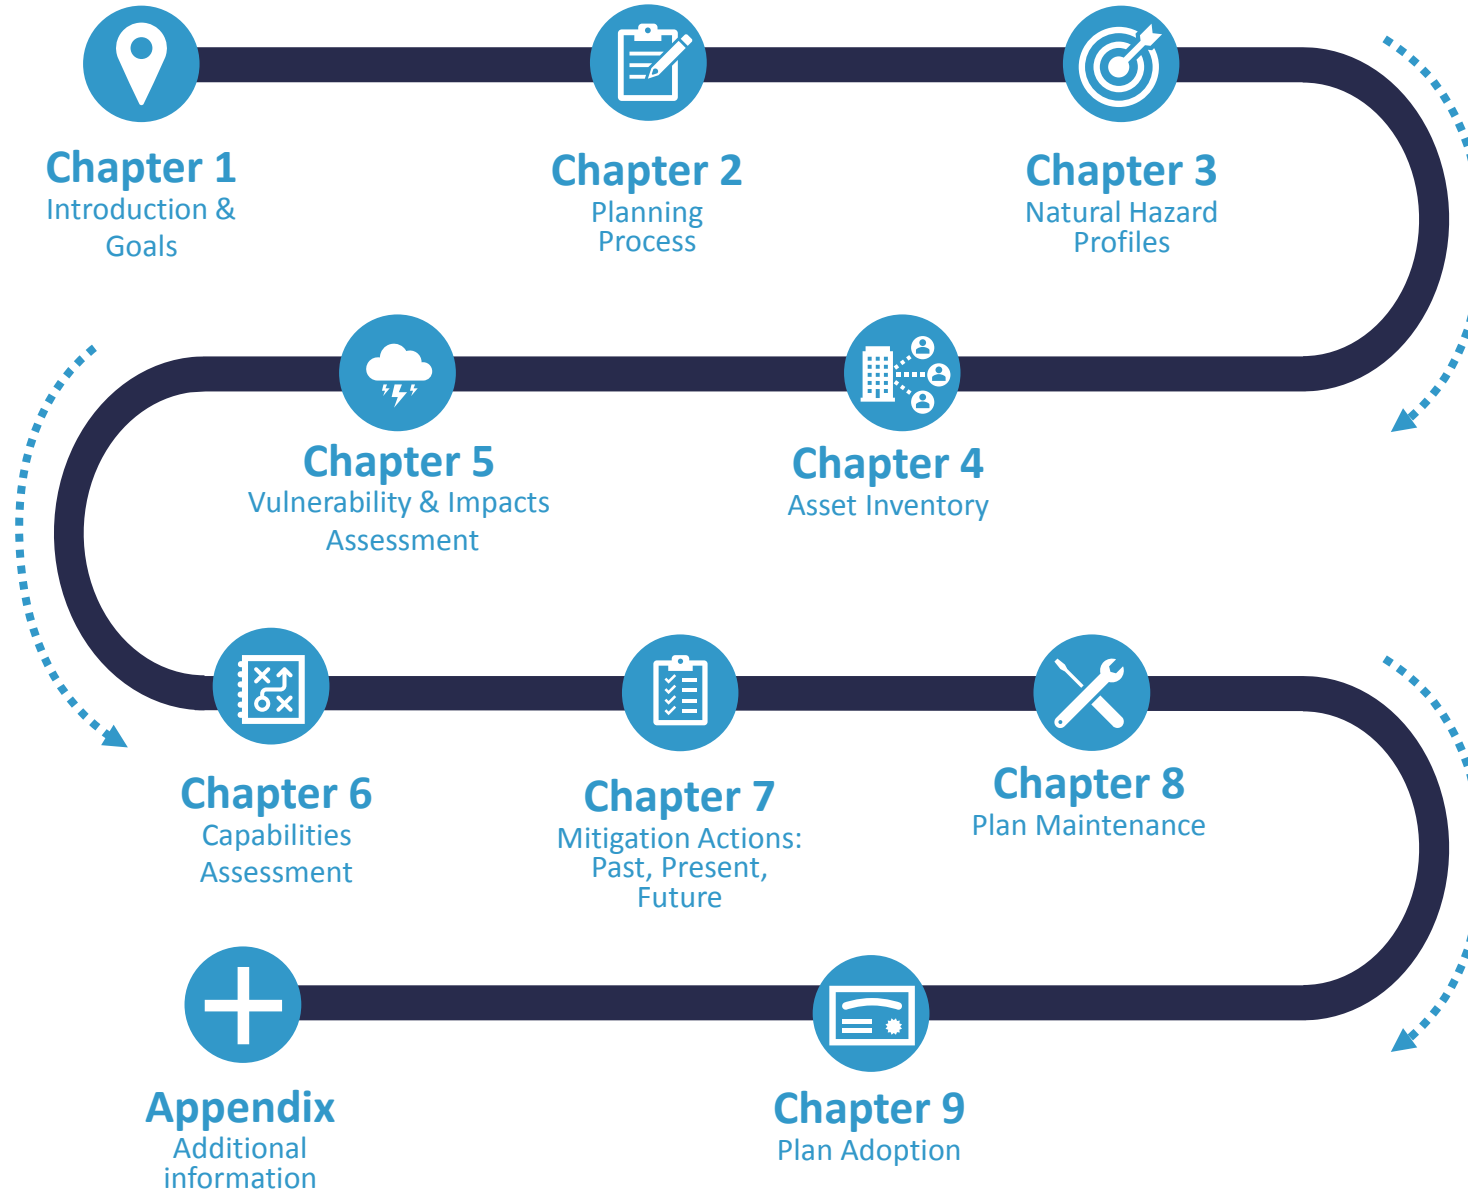 Chapter 1
Introduction &
Goals
Chapter 2
Planning
Process
Chapter 3
Natural Hazard
Profiles
Chapter 4
Asset Inventory
Chapter 5
Vulnerability & Impacts
Assessment
Chapter 6
Capabilities
Assessment
Chapter 7
Mitigation Actions:
Past, Present,
Future
Chapter 8
Plan Maintenance
Chapter 9
Plan Adoption
Appendix
Additional
information